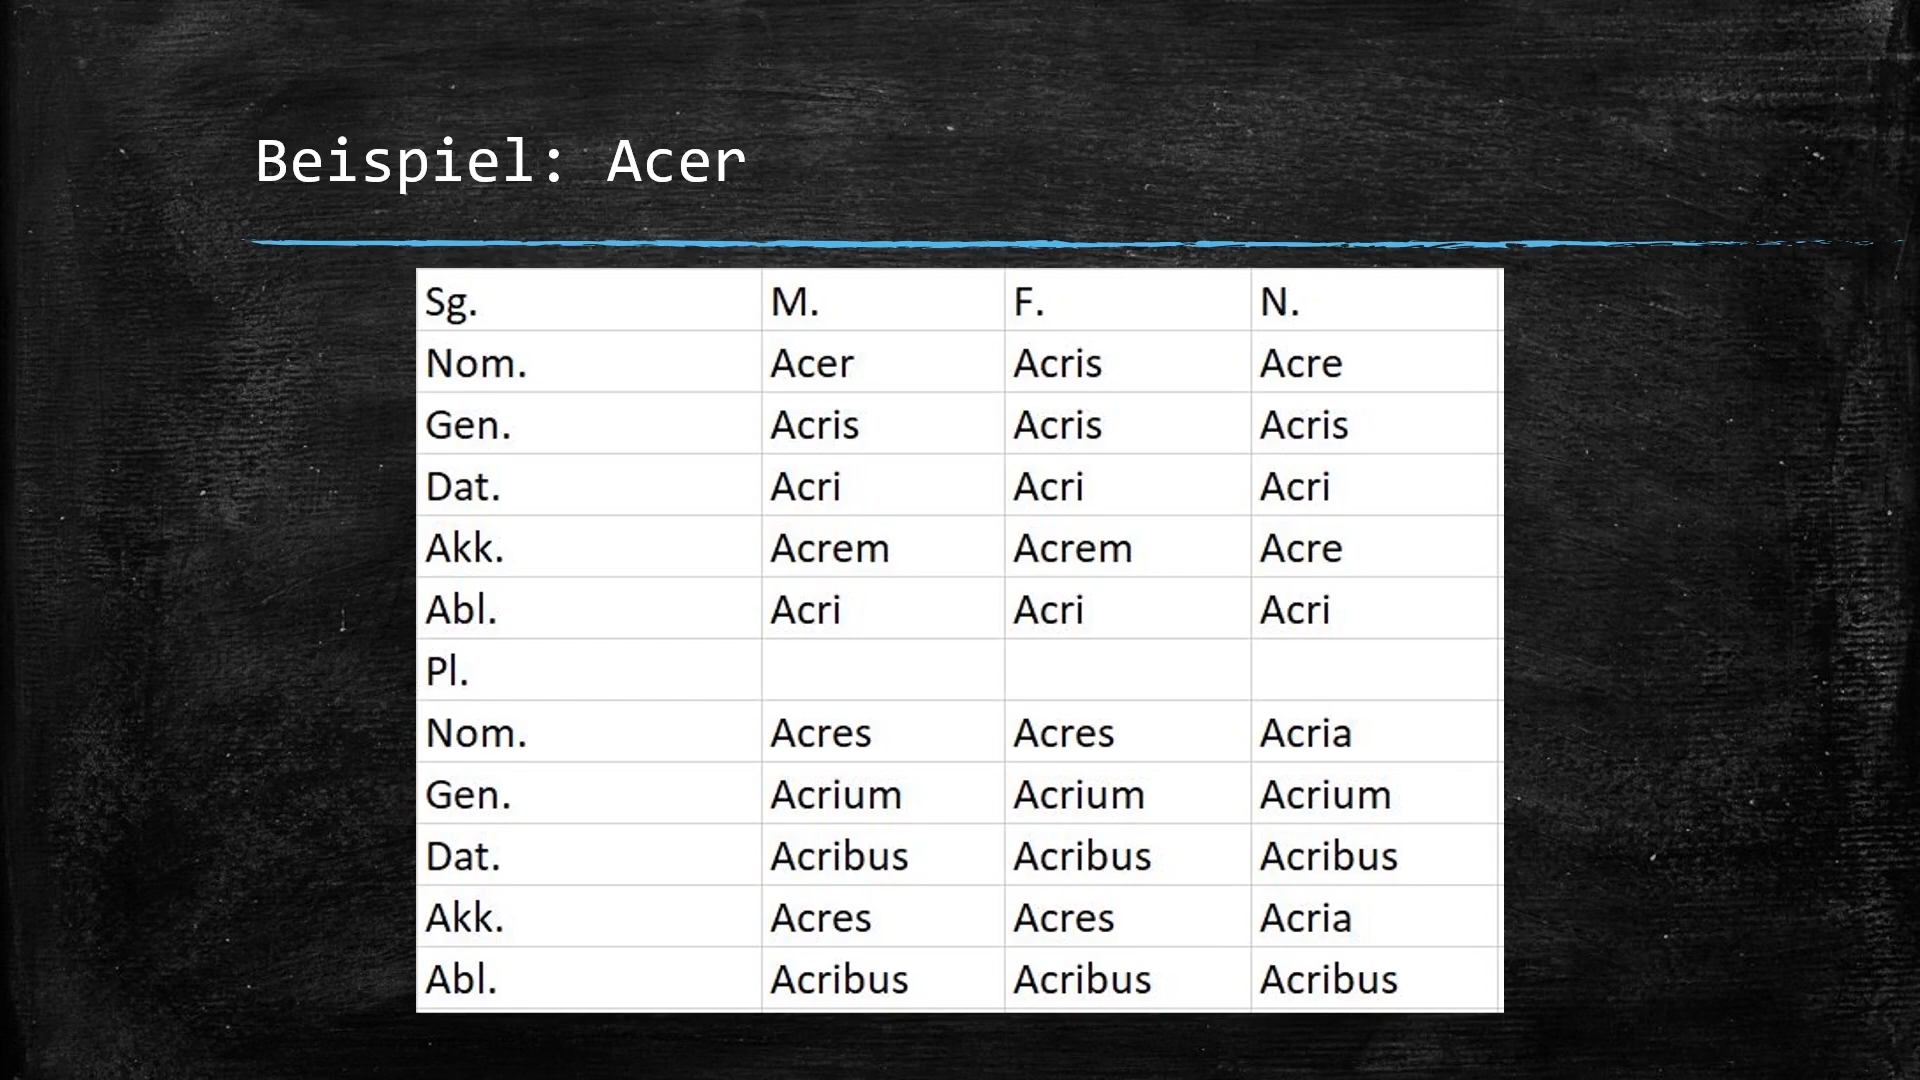 Beispiel: Acer
Sg. M. F. N.
Nom. Acer Acris Acre
Gen. Acris Acris Acris
Dat. Acri Acri Acri
Akk. Acrem Acrem Acre
Abl. Acri Acri Acri
Pl.
Nom. Acres Acres Acria
Gen. Acrium Acrium Acrium
Dat. Acribus Acribus Acribus
Akk. Acres Acres Acria
Abl. Acribus Acribus Acribus